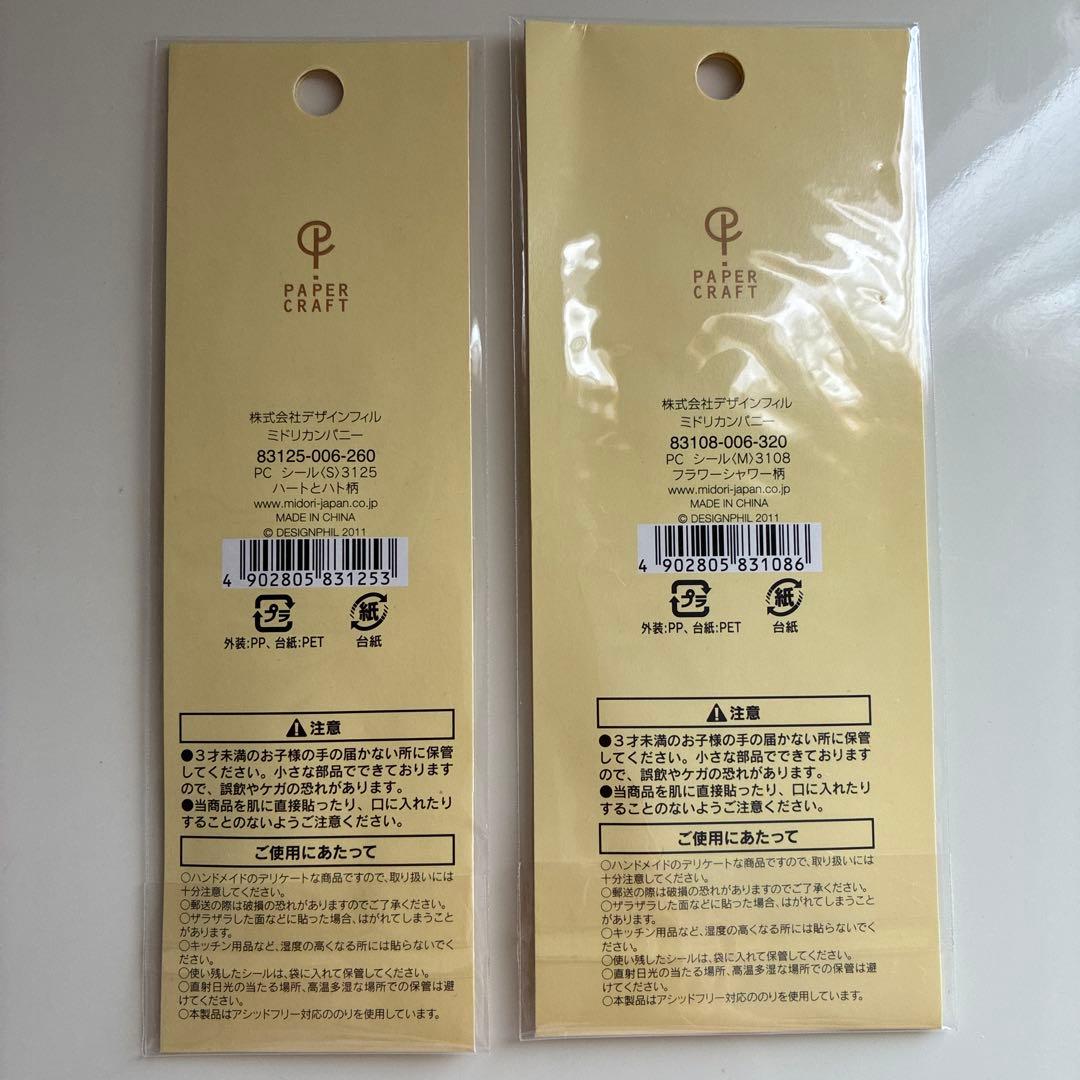 PAPER
CRAFT
株式会社デザインフィル
ミドリカンパニー
83125-006-260
PC シール〈S〉3125
ハートとハト柄
www.midori-japan.co.jp
MADE IN CHINA
© DESIGNPHIL 2011
4 902805 831253
プラ
紙
外装:PP、台紙:PET
台紙
注意
●3才未満のお子様の手の届かない所に保管
してください。小さな部品でできております
ので、誤飲やケガの恐れがあります。
●当商品を肌に直接貼ったり、口に入れたり
することのないようご注意ください。
ご使用にあたって
○ハンドメイドのデリケートな商品ですので、取り扱いには
十分注意してください。
○郵送の際は破損の恐れがありますのでご了承ください。
○ザラザラした面などに貼った場合、はがれてしまうこと
があります。
○キッチン用品など、湿度の高くなる所には貼らないでく
ださい。
○使い残したシールは、袋に入れて保管してください。
○直射日光の当たる場所、高温多湿な場所での保管は避
けてください。
○本製品はアシッドフリー対応ののりを使用しています。
PAPER
CRAFT
株式会社デザインフィル
ミドリカンパニー
83108-006-320
PC シール〈M〉3108
フラワーシャワー柄
www.midori-japan.co.jp
MADE IN CHINA
© DESIGNPHIL 2011
4 902805 831086
プラ
紙
外装:PP、台紙:PET
台紙
注意
●3才未満のお子様の手の届かない所に保管
してください。小さな部品でできております
ので、誤飲やケガの恐れがあります。
●当商品を肌に直接貼ったり、口に入れたり
することのないようご注意ください。
ご使用にあたって
○ハンドメイドのデリケートな商品ですので、取り扱いには
十分注意してください。
○郵送の際は破損の恐れがありますのでご了承ください。
○ザラザラした面などに貼った場合、はがれてしまうこと
があります。
○キッチン用品など、湿度の高くなる所には貼らないでく
ださい。
○使い残したシールは、袋に入れて保管してください。
○直射日光の当たる場所、高温多湿な場所での保管は避
けてください。
○本製品はアシッドフリー対応ののりを使用しています。